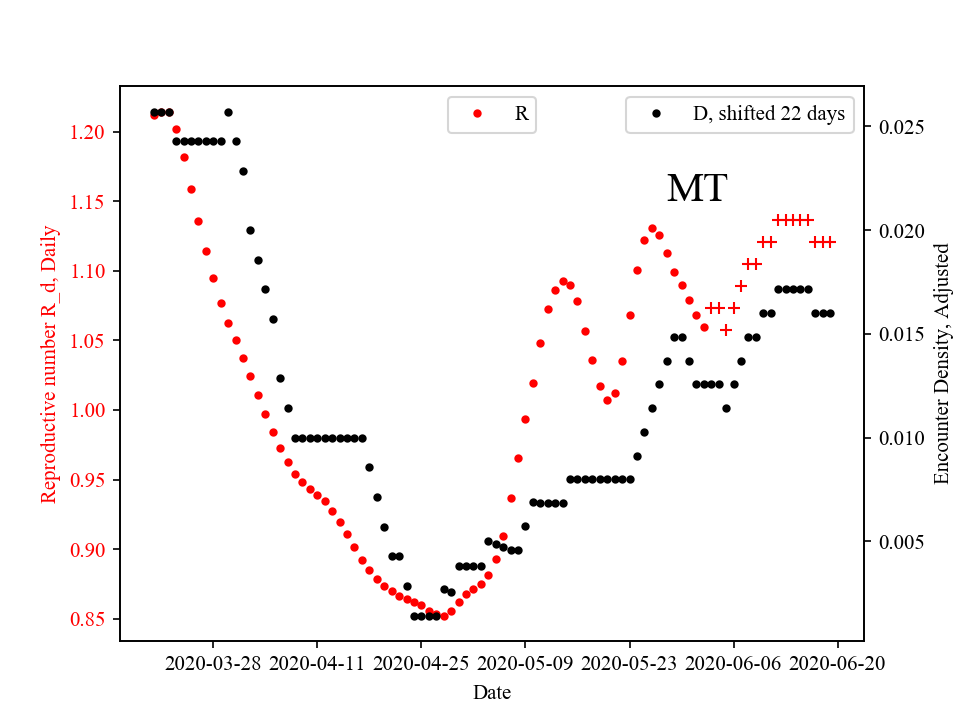 R
D, shifted 22 days
MT
Reproductive number R_d, Daily
1.20
1.15
1.10
1.05
1.00
0.95
0.90
0.85
0.025
0.020
0.015
0.010
0.005
Encounter Density, Adjusted
2020-03-28 2020-04-11 2020-04-25 2020-05-09 2020-05-23 2020-06-06 2020-06-20
Date